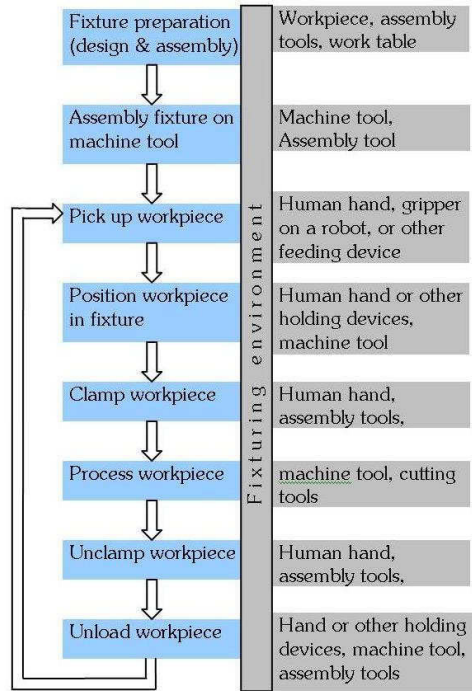 Fixture preparation
(design & assembly)
Workpiece, assembly
tools, work table
Assembly fixture on
machine tool
Machine tool,
Assembly tool
Pick up workpiece
Human hand, gripper
on a robot, or other
feeding device
Position workpiece
in fixture
Human hand or other
holding devices,
machine tool
Clamp workpiece
Human hand,
assembly tools,
Process workpiece
machine tool, cutting
tools
Unclamp workpiece
Human hand,
assembly tools,
Unload workpiece
Hand or other holding
devices, machine tool,
assembly tools
Fixturing environment